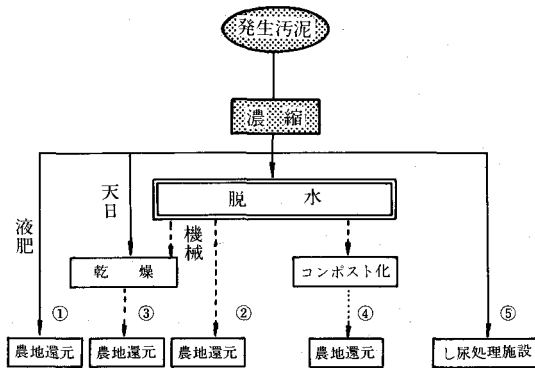 発生汚泥
濃縮
脱水
液肥
天日
機械
乾燥
コンポスト化
① ③ ② ④ ⑤
農地還元 農地還元 農地還元 農地還元 し尿処理施設